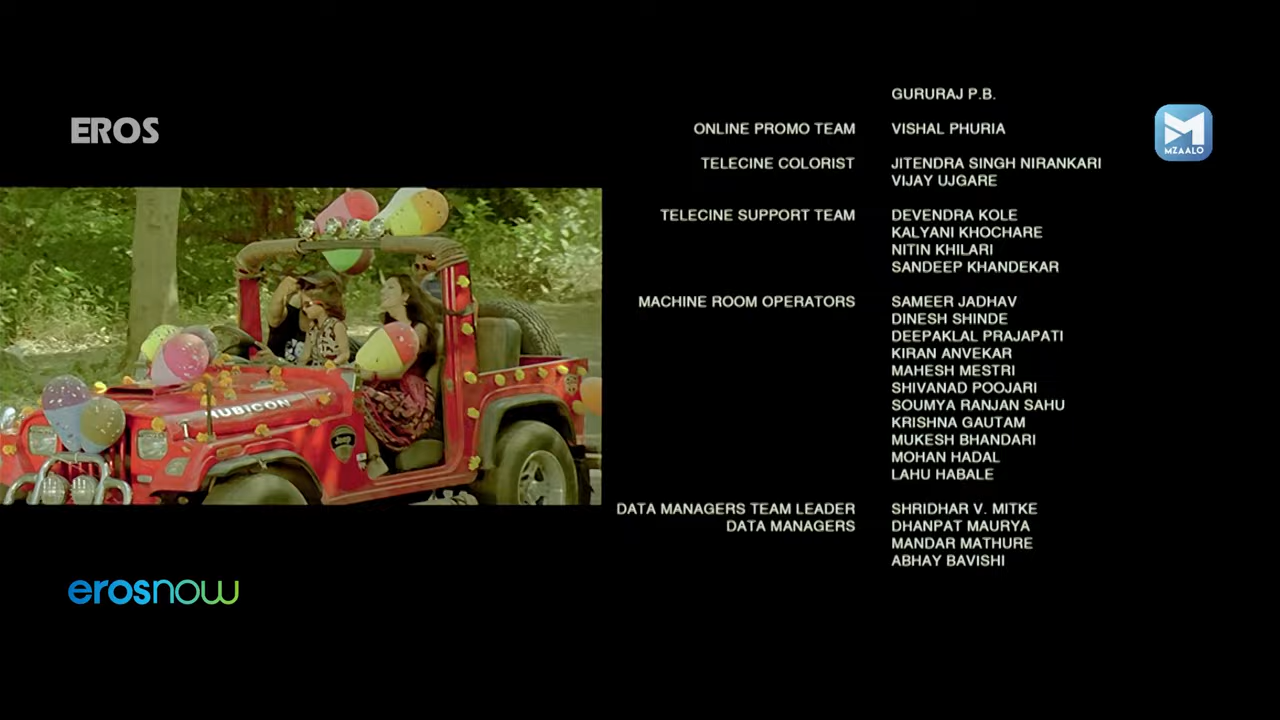 EROS
RUBICON
Jeep
erosnow
GURURAJ P.B.
ONLINE PROMO TEAM VISHAL PHURIA
TELECINE COLORIST JITENDRA SINGH NIRANKARI
VIJAY UJGARE
TELECINE SUPPORT TEAM DEVENDRA KOLE
KALYANI KHOCHARE
NITIN KHILARI
SANDEEP KHANDEKAR
MACHINE ROOM OPERATORS SAMEER JADHAV
DINESH SHINDE
DEEPAKLAL PRAJAPATI
KIRAN ANVEKAR
MAHESH MESTRI
SHIVANAD POOJARI
SOUMYA RANJAN SAHU
KRISHNA GAUTAM
MUKESH BHANDARI
MOHAN HADAL
LAHU HABALE
DATA MANAGERS TEAM LEADER SHRIDHAR V. MITKE
DATA MANAGERS DHANPAT MAURYA
MANDAR MATHURE
ABHAY BAVISHI
MZAALO